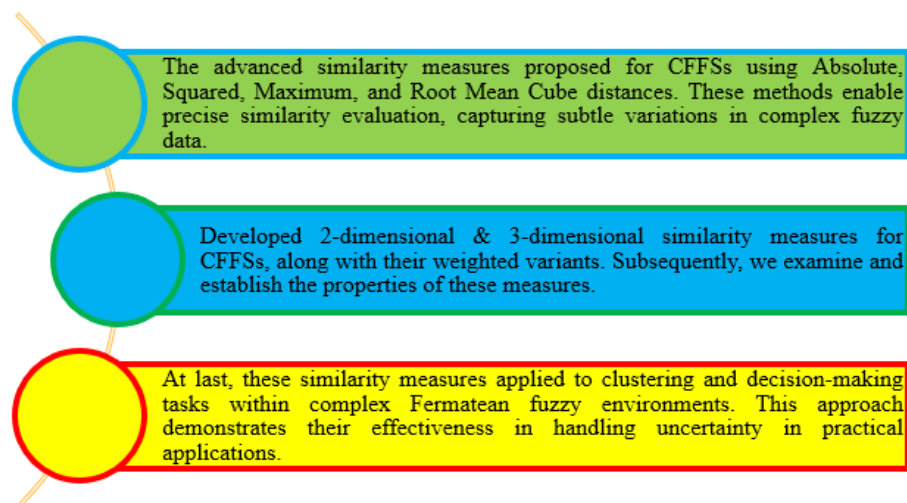 The advanced similarity measures proposed for CFFSs using Absolute,
Squared, Maximum, and Root Mean Cube distances. These methods enable
precise similarity evaluation, capturing subtle variations in complex fuzzy
data.
Developed 2-dimensional & 3-dimensional similarity measures for
CFFSs, along with their weighted variants. Subsequently, we examine and
establish the properties of these measures.
At last, these similarity measures applied to clustering and decision-making
tasks within complex Fermatean fuzzy environments. This approach
demonstrates their effectiveness in handling uncertainty in practical
applications.